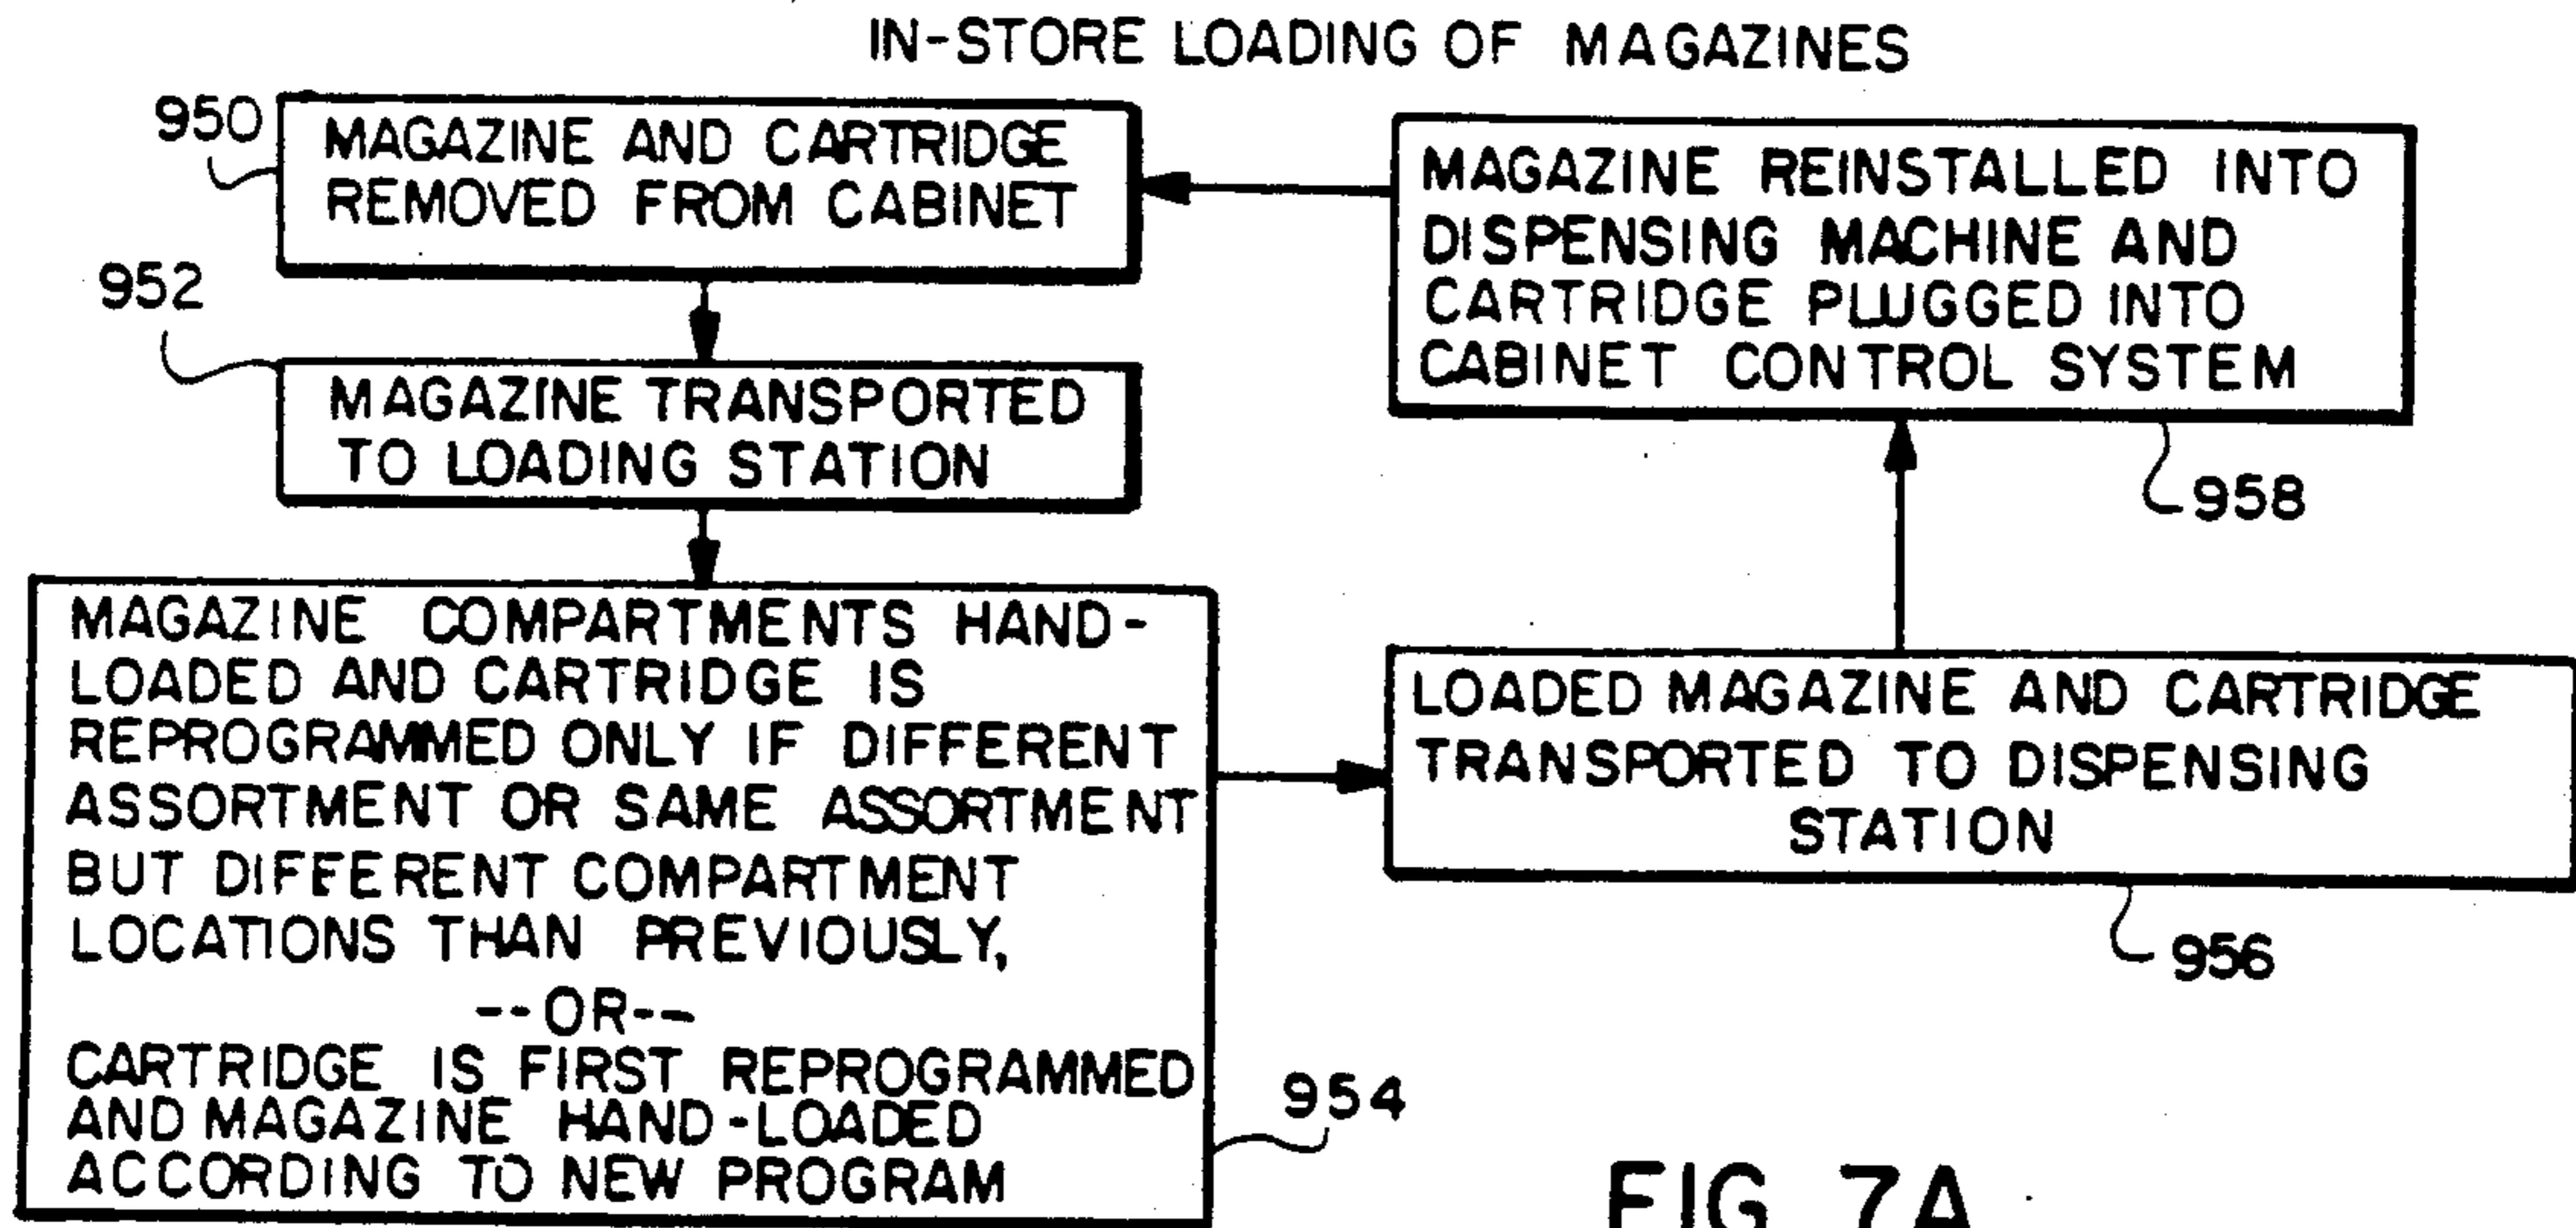 IN-STORE LOADING OF MAGAZINES
950
MAGAZINE AND CARTRIDGE
REMOVED FROM CABINET
952
MAGAZINE TRANSPORTED
TO LOADING STATION
MAGAZINE COMPARTMENTS HAND-
LOADED AND CARTRIDGE IS
REPROGRAMMED ONLY IF DIFFERENT
ASSORTMENT OR SAME ASSORTMENT
BUT DIFFERENT COMPARTMENT
LOCATIONS THAN PREVIOUSLY,
--OR--
CARTRIDGE IS FIRST REPROGRAMMED
AND MAGAZINE HAND-LOADED
ACCORDING TO NEW PROGRAM
954
LOADED MAGAZINE AND CARTRIDGE
TRANSPORTED TO DISPENSING
STATION
956
MAGAZINE REINSTALLED INTO
DISPENSING MACHINE AND
CARTRIDGE PLUGGED INTO
CABINET CONTROL SYSTEM
958
FIG 7A